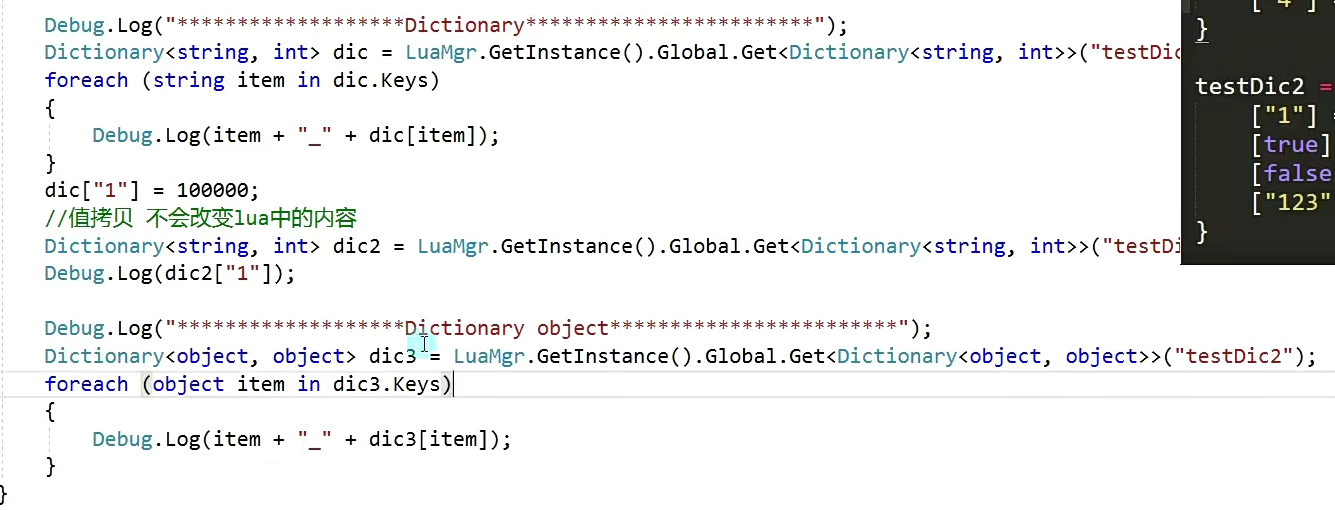 Debug.Log("*******************Dictionary************************");
Dictionary<string, int> dic = LuaMgr.GetInstance().Global.Get<Dictionary<string, int>>("testDic
foreach (string item in dic.Keys)
{
Debug.Log(item + "_" + dic[item]);
}
dic["1"] = 100000;
//值拷贝 不会改变lua中的内容
Dictionary<string, int> dic2 = LuaMgr.GetInstance().Global.Get<Dictionary<string, int>>("testDi
Debug.Log(dic2["1"]);
Debug.Log("*******************Dictionary object************************");
Dictionary<object, object> dic3 = LuaMgr.GetInstance().Global.Get<Dictionary<object, object>>("testDic2");
foreach (object item in dic3.Keys)
{
Debug.Log(item + "_" + dic3[item]);
}
}
["4"] =
}
testDic2 =
["1"] =
[true]
[false
["123"
}